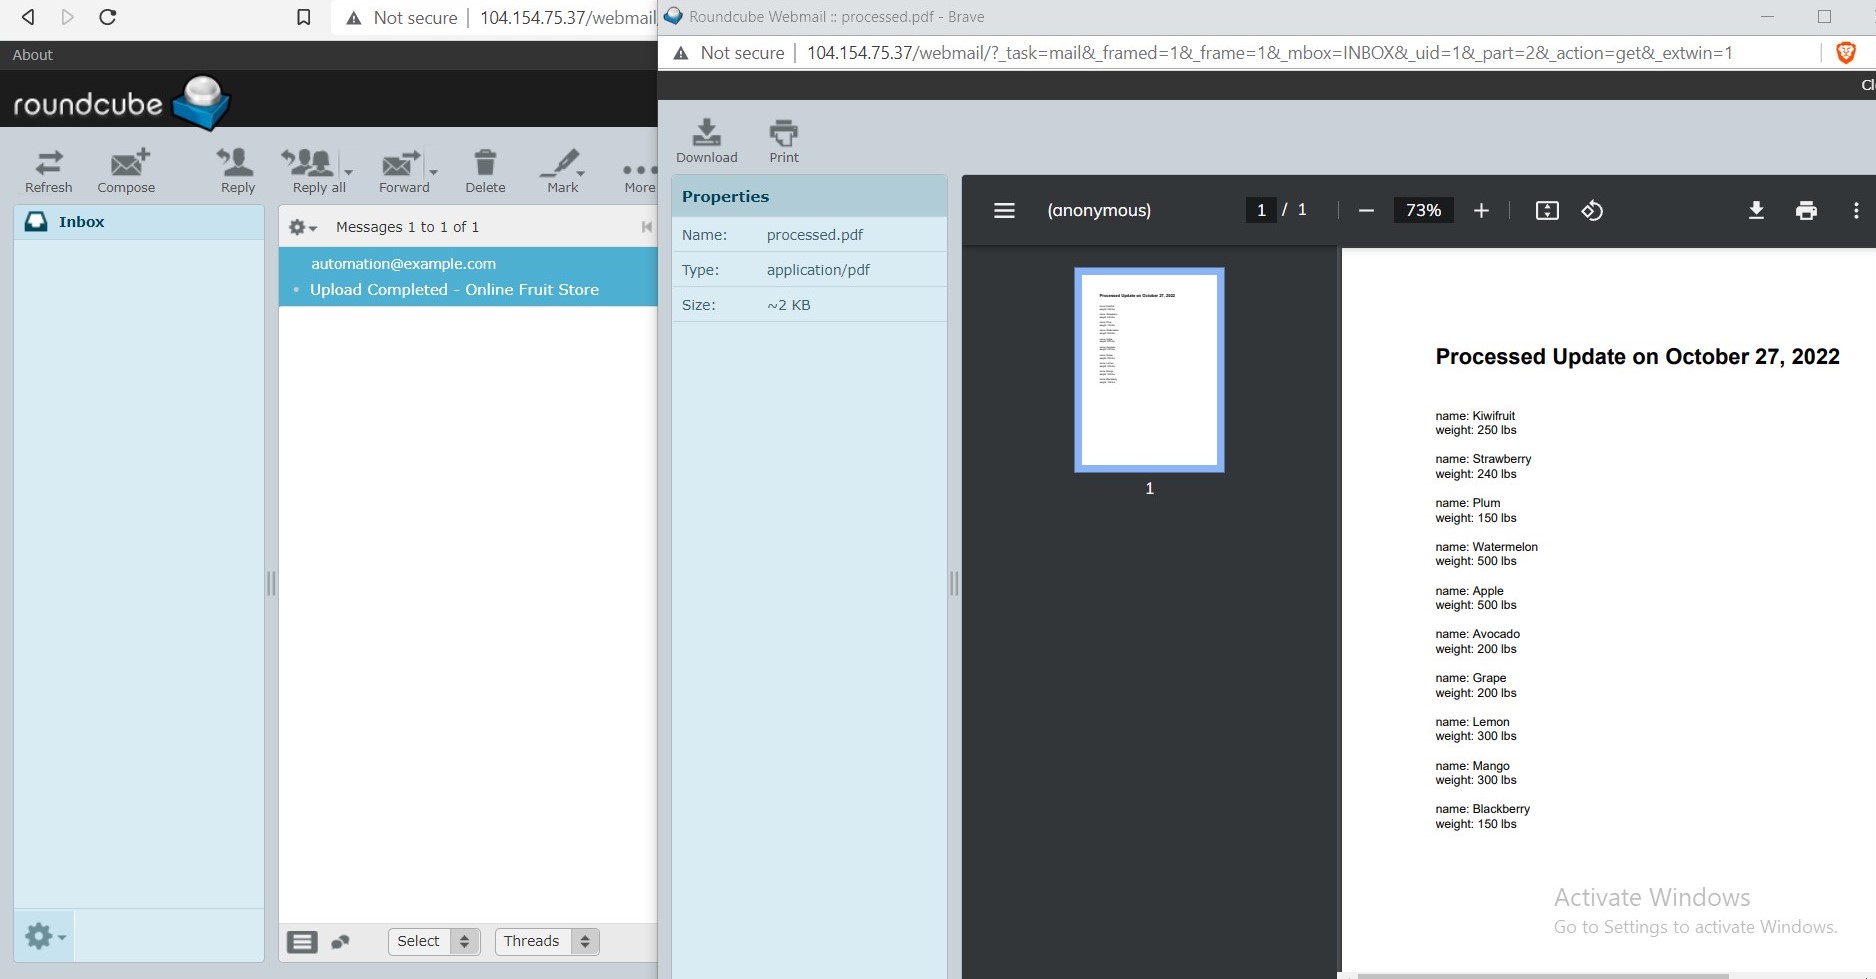 Not secure
104.154.75.37/webmail
About
roundcube
Refresh
Compose
Reply
Reply all
Forward
Delete
Mark
More
Inbox
Messages 1 to 1 of 1
automation@example.com
Upload Completed - Online Fruit Store
Select
Threads
Roundcube Webmail :: processed.pdf - Brave
Not secure
104.154.75.37/webmail/?_task=mail&_framed=1&_frame=1&_mbox=INBOX&_uid=1&_part=2&_action=get&_extwin=1
Cl
Download
Print
Properties
Name: processed.pdf
Type: application/pdf
Size: ~2 KB
(anonymous)
1 / 1
73%
1
Processed Update on October 27, 2022
name: Kiwifruit
weight: 250 lbs
name: Strawberry
weight: 240 lbs
name: Plum
weight: 150 lbs
name: Watermelon
weight: 500 lbs
name: Apple
weight: 500 lbs
name: Avocado
weight: 200 lbs
name: Grape
weight: 200 lbs
name: Lemon
weight: 300 lbs
name: Mango
weight: 300 lbs
name: Blackberry
weight: 150 lbs
Activate Windows
Go to Settings to activate Windows.